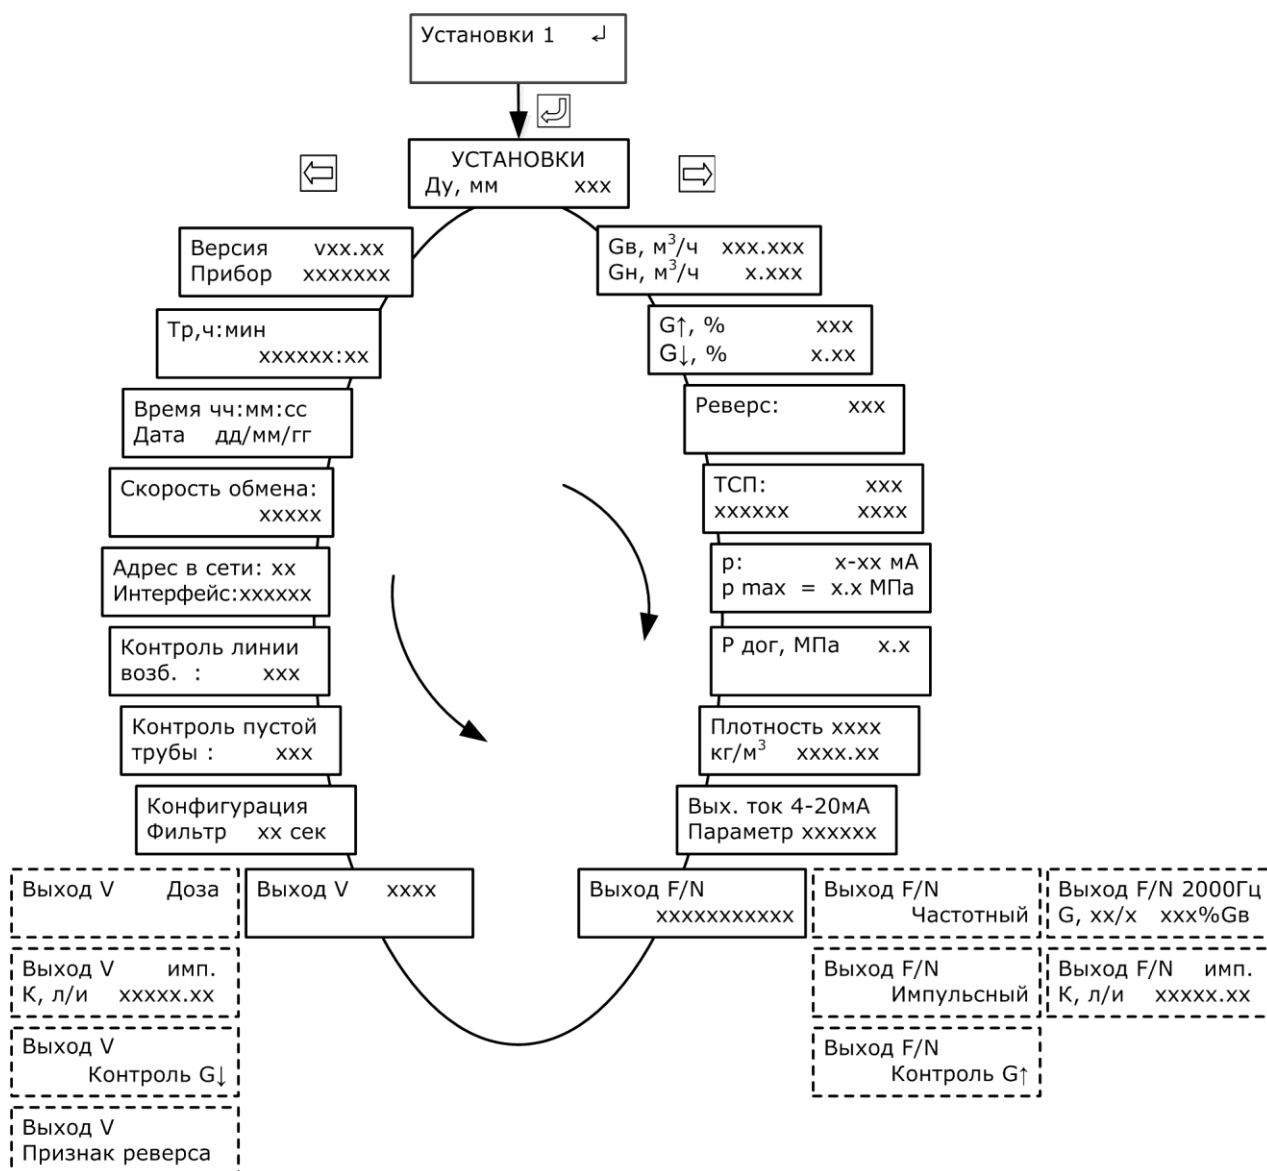 Установки 1 ↲
УСТАНОВКИ
Ду, мм xxx
Версия vxx.xx
Прибор xxxxxxx
Gв, м³/ч xxx.xxx
Gн, м³/ч x.xxx
Тр,ч:мин
xxxxxx:xx
G↑, % xxx
G↓, % x.xx
Время чч:мм:сс
Дата дд/мм/гг
Реверс: xxx
Скорость обмена:
xxxxx
ТСП: xxx
xxxxxx xxxx
Адрес в сети: xx
Интерфейс:xxxxxx
p: x-xx мА
p max = x.x МПа
Контроль линии
возб. : xxx
Р дог, МПа x.x
Контроль пустой
трубы : xxx
Плотность xxxx
кг/м³ xxxx.xx
Конфигурация
Фильтр xx сек
Вых. ток 4-20мА
Параметр xxxxxx
Выход V Доза
Выход V xxxx
Выход F/N
xxxxxxxxxxx
Выход F/N
Частотный
Выход F/N 2000Гц
G, xx/x xxx%Gв
Выход V имп.
К, л/и xxxxx.xx
Выход F/N
Импульсный
Выход F/N имп.
К, л/и xxxxx.xx
Выход V
Контроль G↓
Выход F/N
Контроль G↑
Выход V
Признак реверса